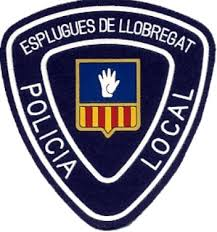 ESPLUGUES DE LLOBREGAT
POLICIA
LOCAL